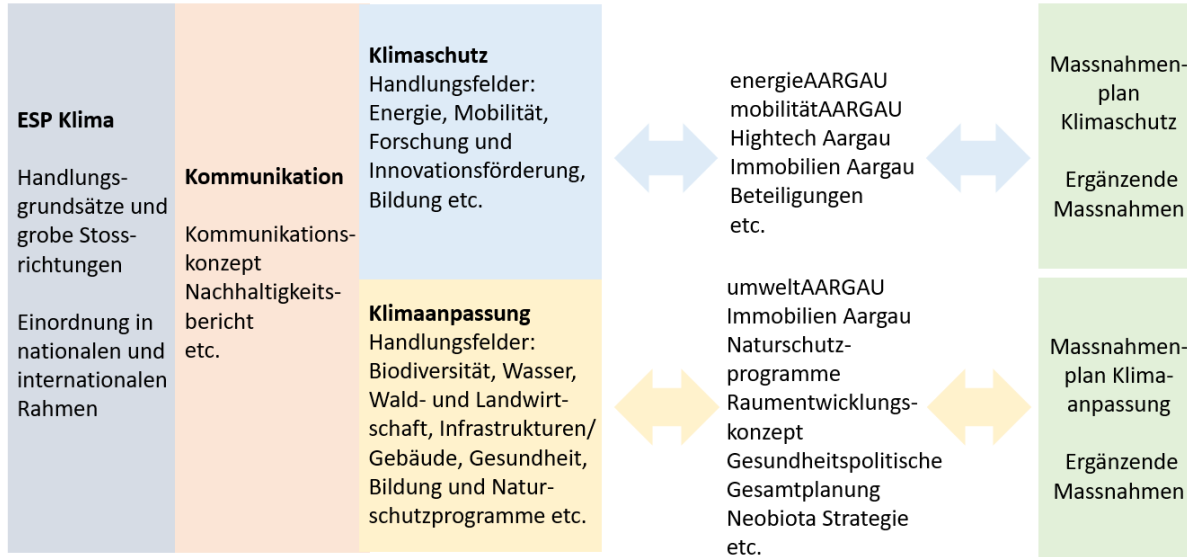 ESP Klima
Handlungs-
grundsätze und
grobe Stoss-
richtungen
Einordnung in
nationalen und
internationalen
Rahmen
Kommunikation
Kommunikations-
konzept
Nachhaltigkeits-
bericht
etc.
Klimaschutz
Handlungsfelder:
Energie, Mobilität,
Forschung und
Innovationsförderung,
Bildung etc.
energieAARGAU
mobilitätAARGAU
Hightech Aargau
Immobilien Aargau
Beteiligungen
etc.
Massnahmen-
plan
Klimaschutz
Ergänzende
Massnahmen
Klimaanpassung
Handlungsfelder:
Biodiversität, Wasser,
Wald- und Landwirt-
schaft, Infrastrukturen/
Gebäude, Gesundheit,
Bildung und Natur-
schutzprogramme etc.
umweltAARGAU
Immobilien Aargau
Naturschutz-
programme
Raumentwicklungs-
konzept
Gesundheitspolitische
Gesamtplanung
Neobiota Strategie
etc.
Massnahmen-
plan Klima-
anpassung
Ergänzende
Massnahmen